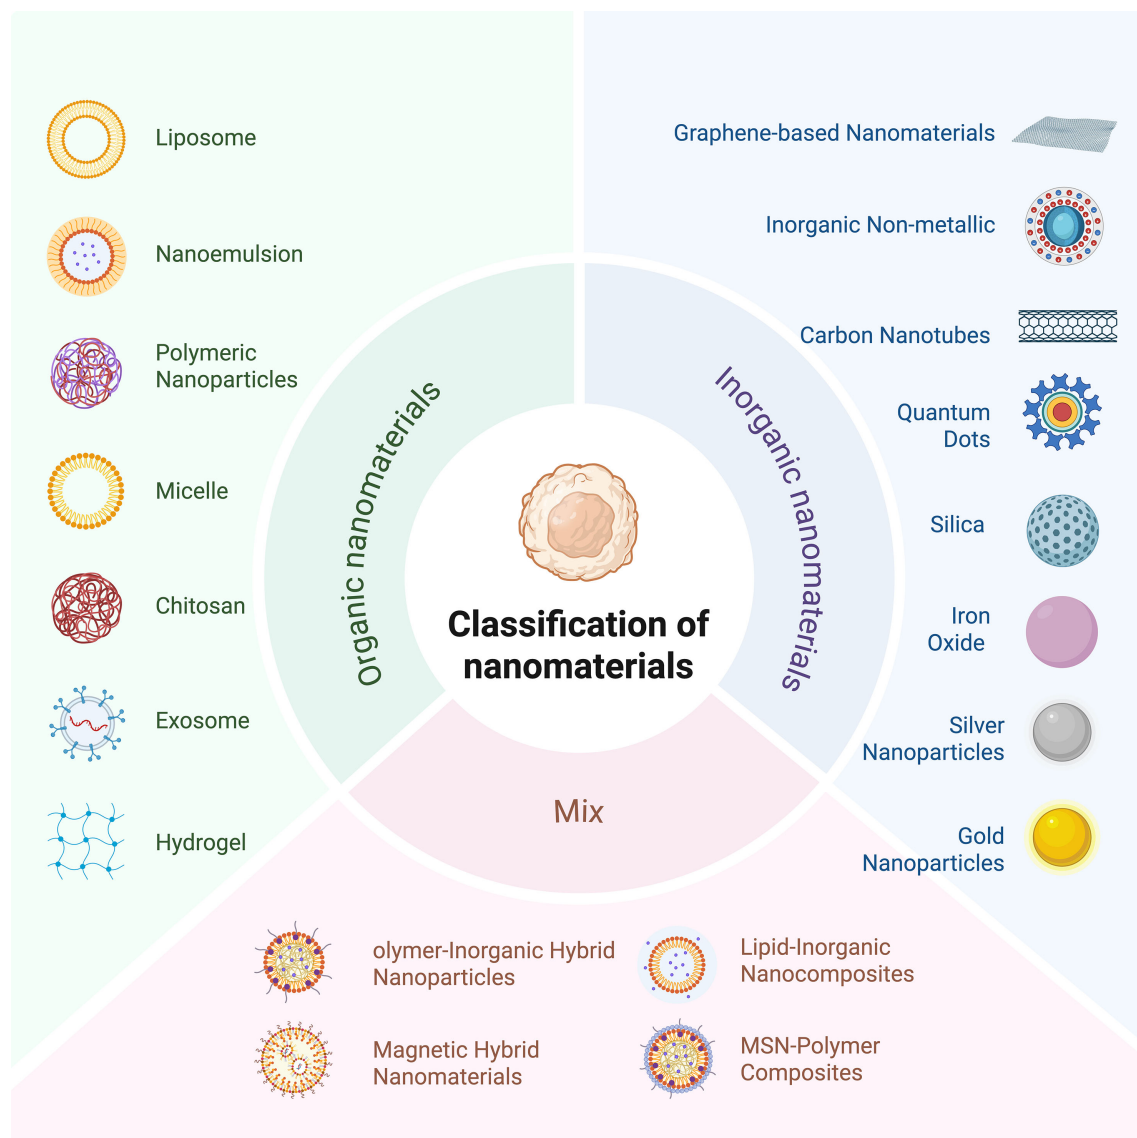 Liposome
Nanoemulsion
Polymeric
Nanoparticles
Micelle
Chitosan
Exosome
Hydrogel
Organic nanomaterials
Classification of
nanomaterials
Inorganic nanomaterials
Mix
Graphene-based Nanomaterials
Inorganic Non-metallic
Carbon Nanotubes
Quantum
Dots
Silica
Iron
Oxide
Silver
Nanoparticles
Gold
Nanoparticles
olymer-Inorganic Hybrid
Nanoparticles
Lipid-Inorganic
Nanocomposites
Magnetic Hybrid
Nanomaterials
MSN-Polymer
Composites